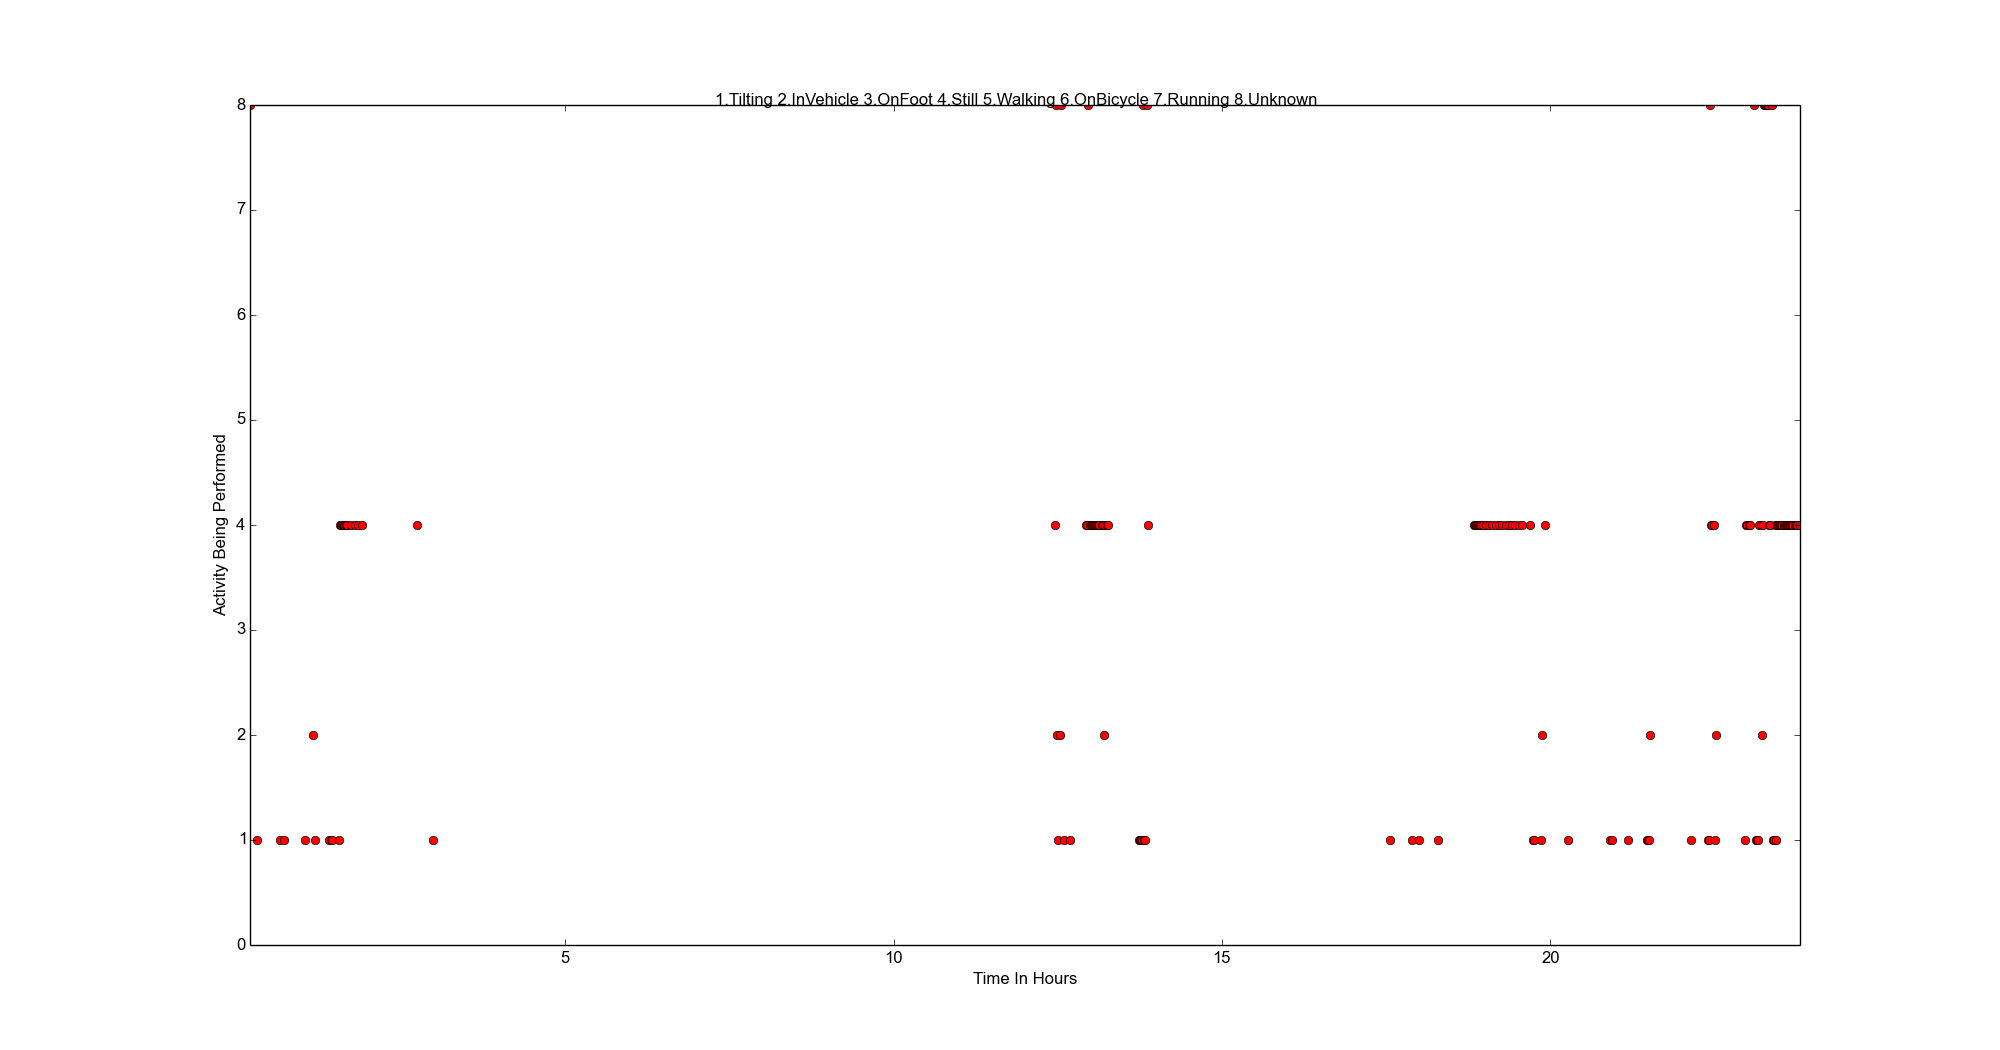 1.Tilting 2.InVehicle 3.OnFoot 4.Still 5.Walking 6.OnBicycle 7.Running 8.Unknown
8
7
6
5
4
3
2
1
0
Activity Being Performed
5 10 15 20
Time In Hours